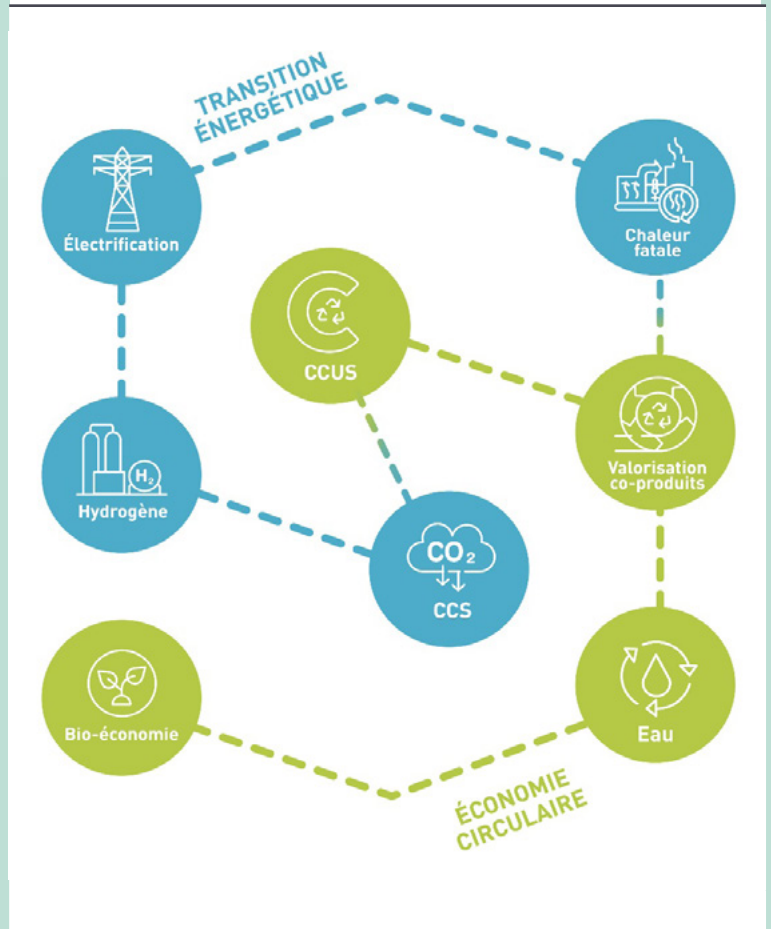 TRANSITION
ÉNERGÉTIQUE
Électrification
Chaleur
fatale
CCUS
Valorisation
co-produits
H2
Hydrogène
CO2
CCS
Bio-économie
Eau
ÉCONOMIE
CIRCULAIRE